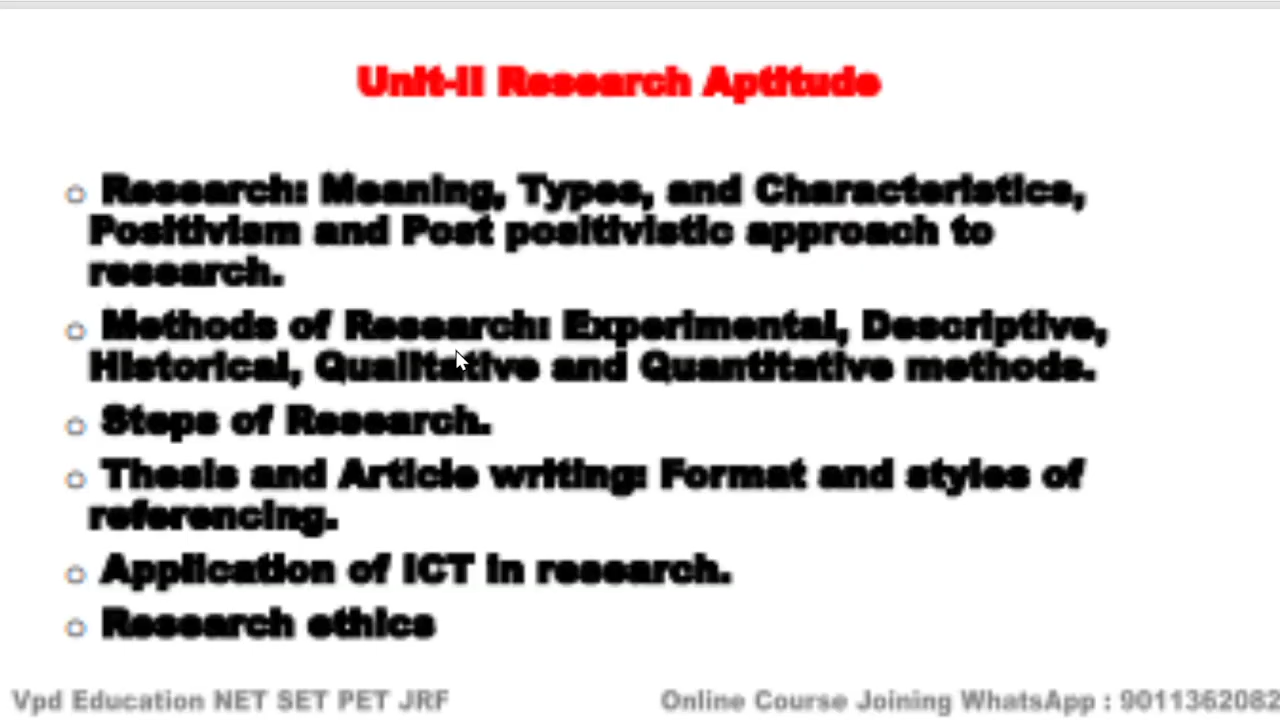 Unit-II Research Aptitude
Research: Meaning, Types, and Characteristics,
Positivism and Post positivistic approach to
research.
Methods of Research: Experimental, Descriptive,
Historical, Qualitative and Quantitative methods.
Steps of Research.
Thesis and Article writing: Format and styles of
referencing.
Application of ICT in research.
Research ethics
Vpd Education NET SET PET JRF
Online Course Joining WhatsApp : 9011362082